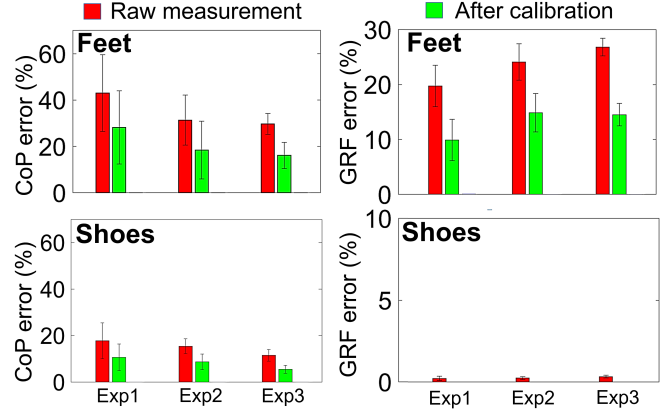 Raw measurement
After calibration
Feet
CoP error (%)
60
40
20
0
Feet
GRF error (%)
30
20
10
0
Shoes
CoP error (%)
60
40
20
0
Exp1 Exp2 Exp3
Shoes
GRF error (%)
10
5
0
Exp1 Exp2 Exp3